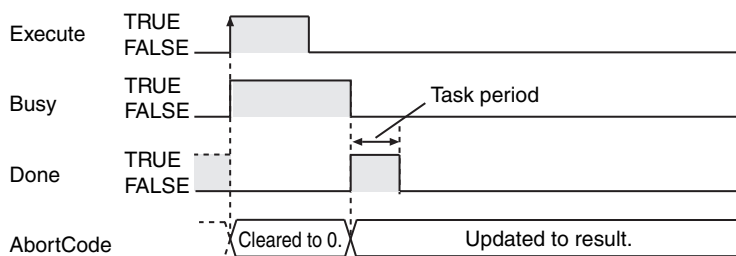 Execute TRUE
FALSE
Busy TRUE
FALSE
Task period
Done TRUE
FALSE
AbortCode Cleared to 0. Updated to result.